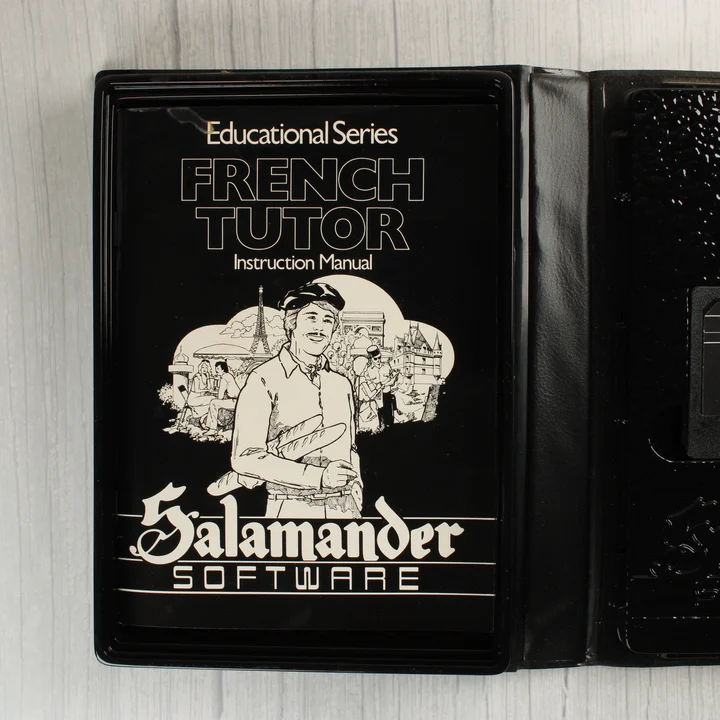 Educational Series
FRENCH
TUTOR
Instruction Manual
Salamander
SOFTWARE